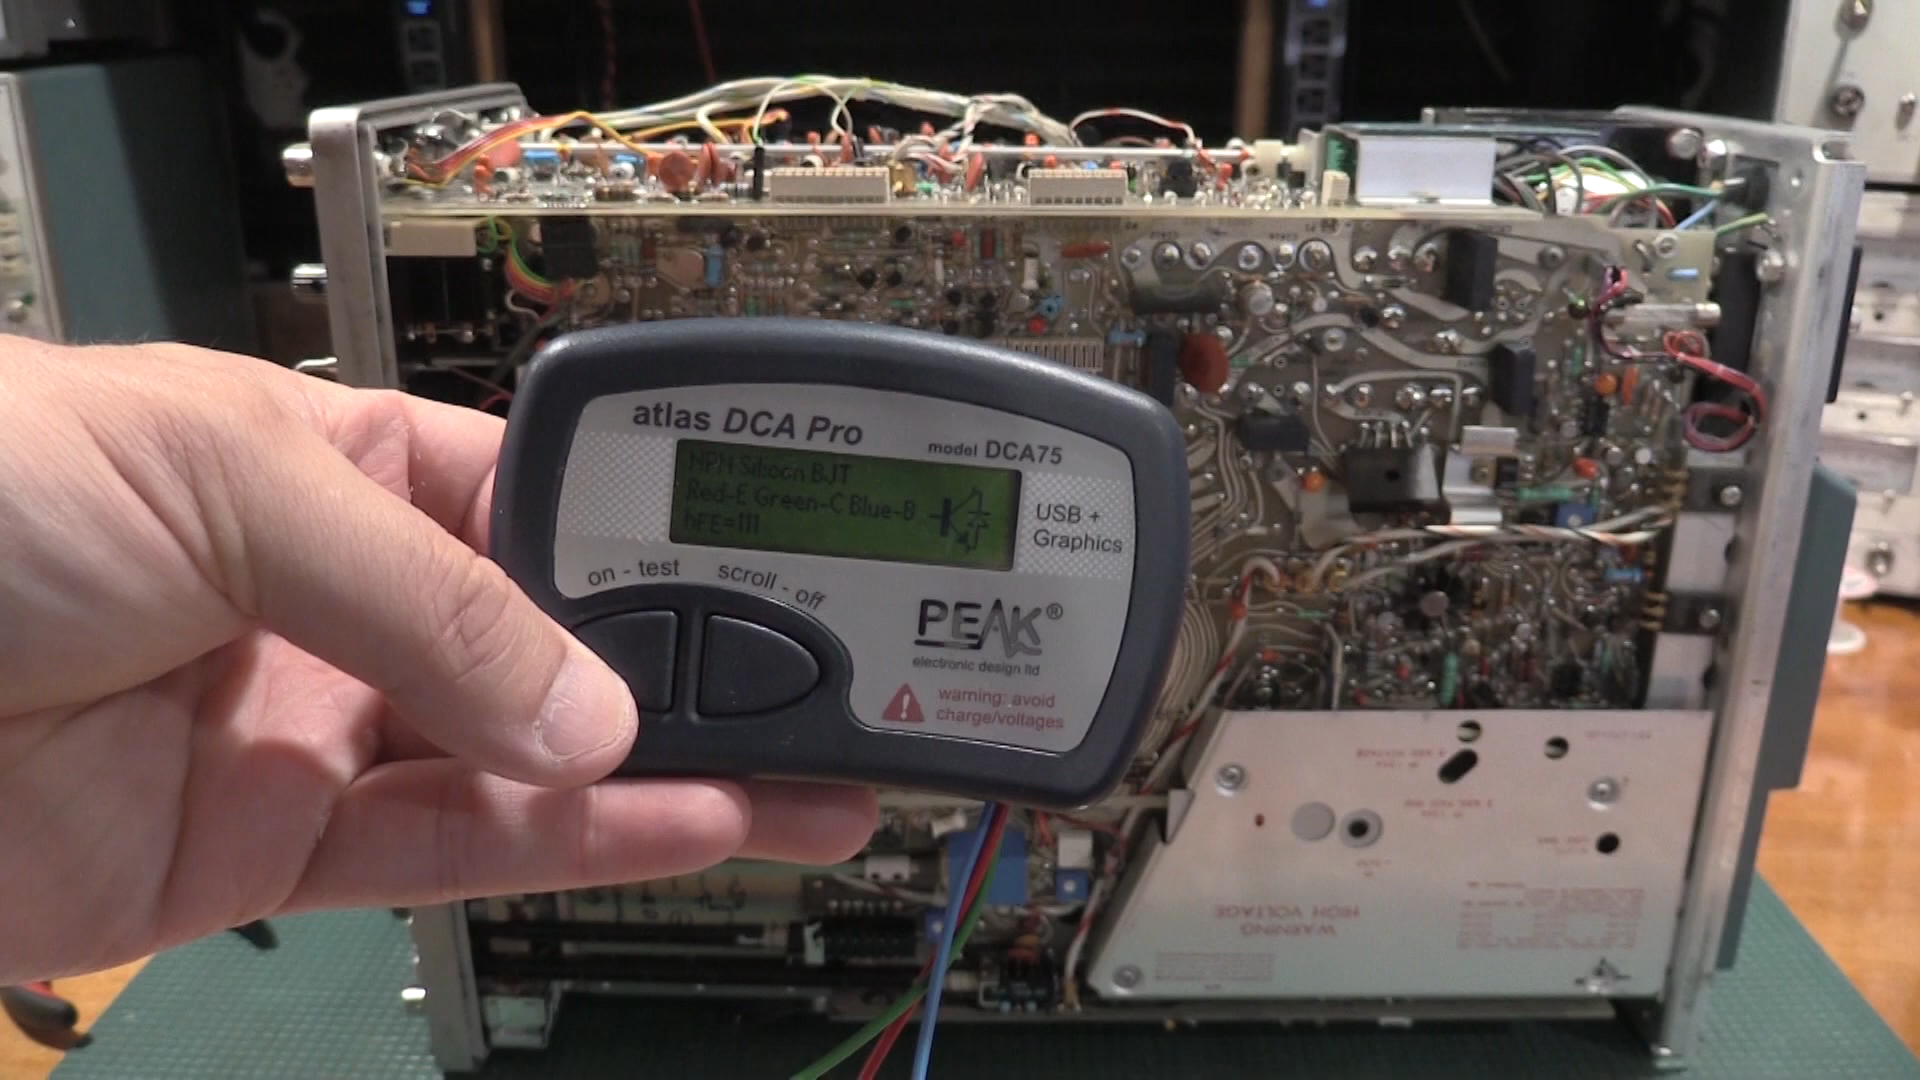 atlas DCA Pro
model DCA75
NPN Silicon BJT
Red-E Green-C Blue-B
hFE=111
USB +
Graphics
on - test
scroll - off
PEAK®
electronic design ltd
warning: avoid
charge/voltages
WARNING
HIGH VOLTAGE